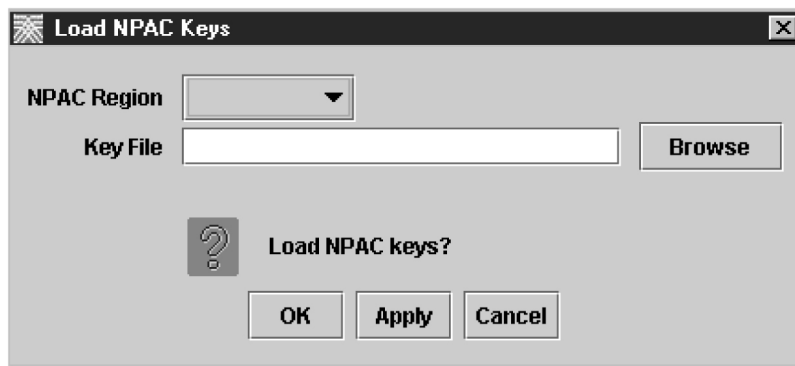 Load NPAC Keys
NPAC Region
Key File Browse
Load NPAC keys?
OK Apply Cancel